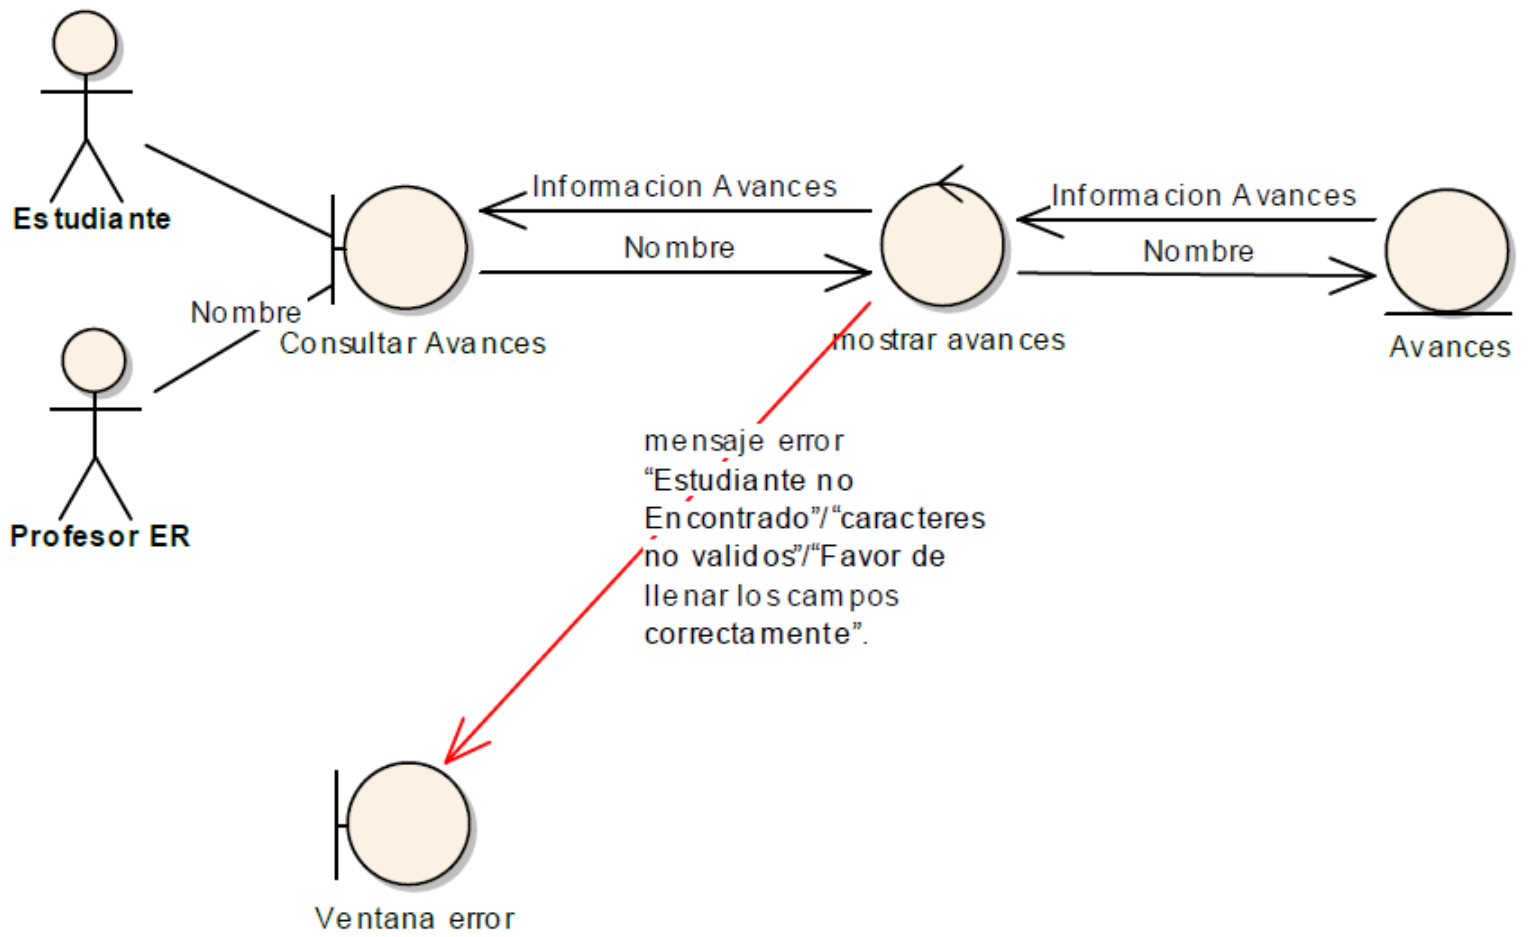 Estudiante
Informacion Avances
Informacion Avances
Nombre
Nombre
Nombre
Consultar Avances
mostrar avances
Avances
Profesor ER
mensaje error
“Estudiante no
Encontrado”/“caracteres
no validos”/“Favor de
llenar los campos
correctamente”.
Ventana error